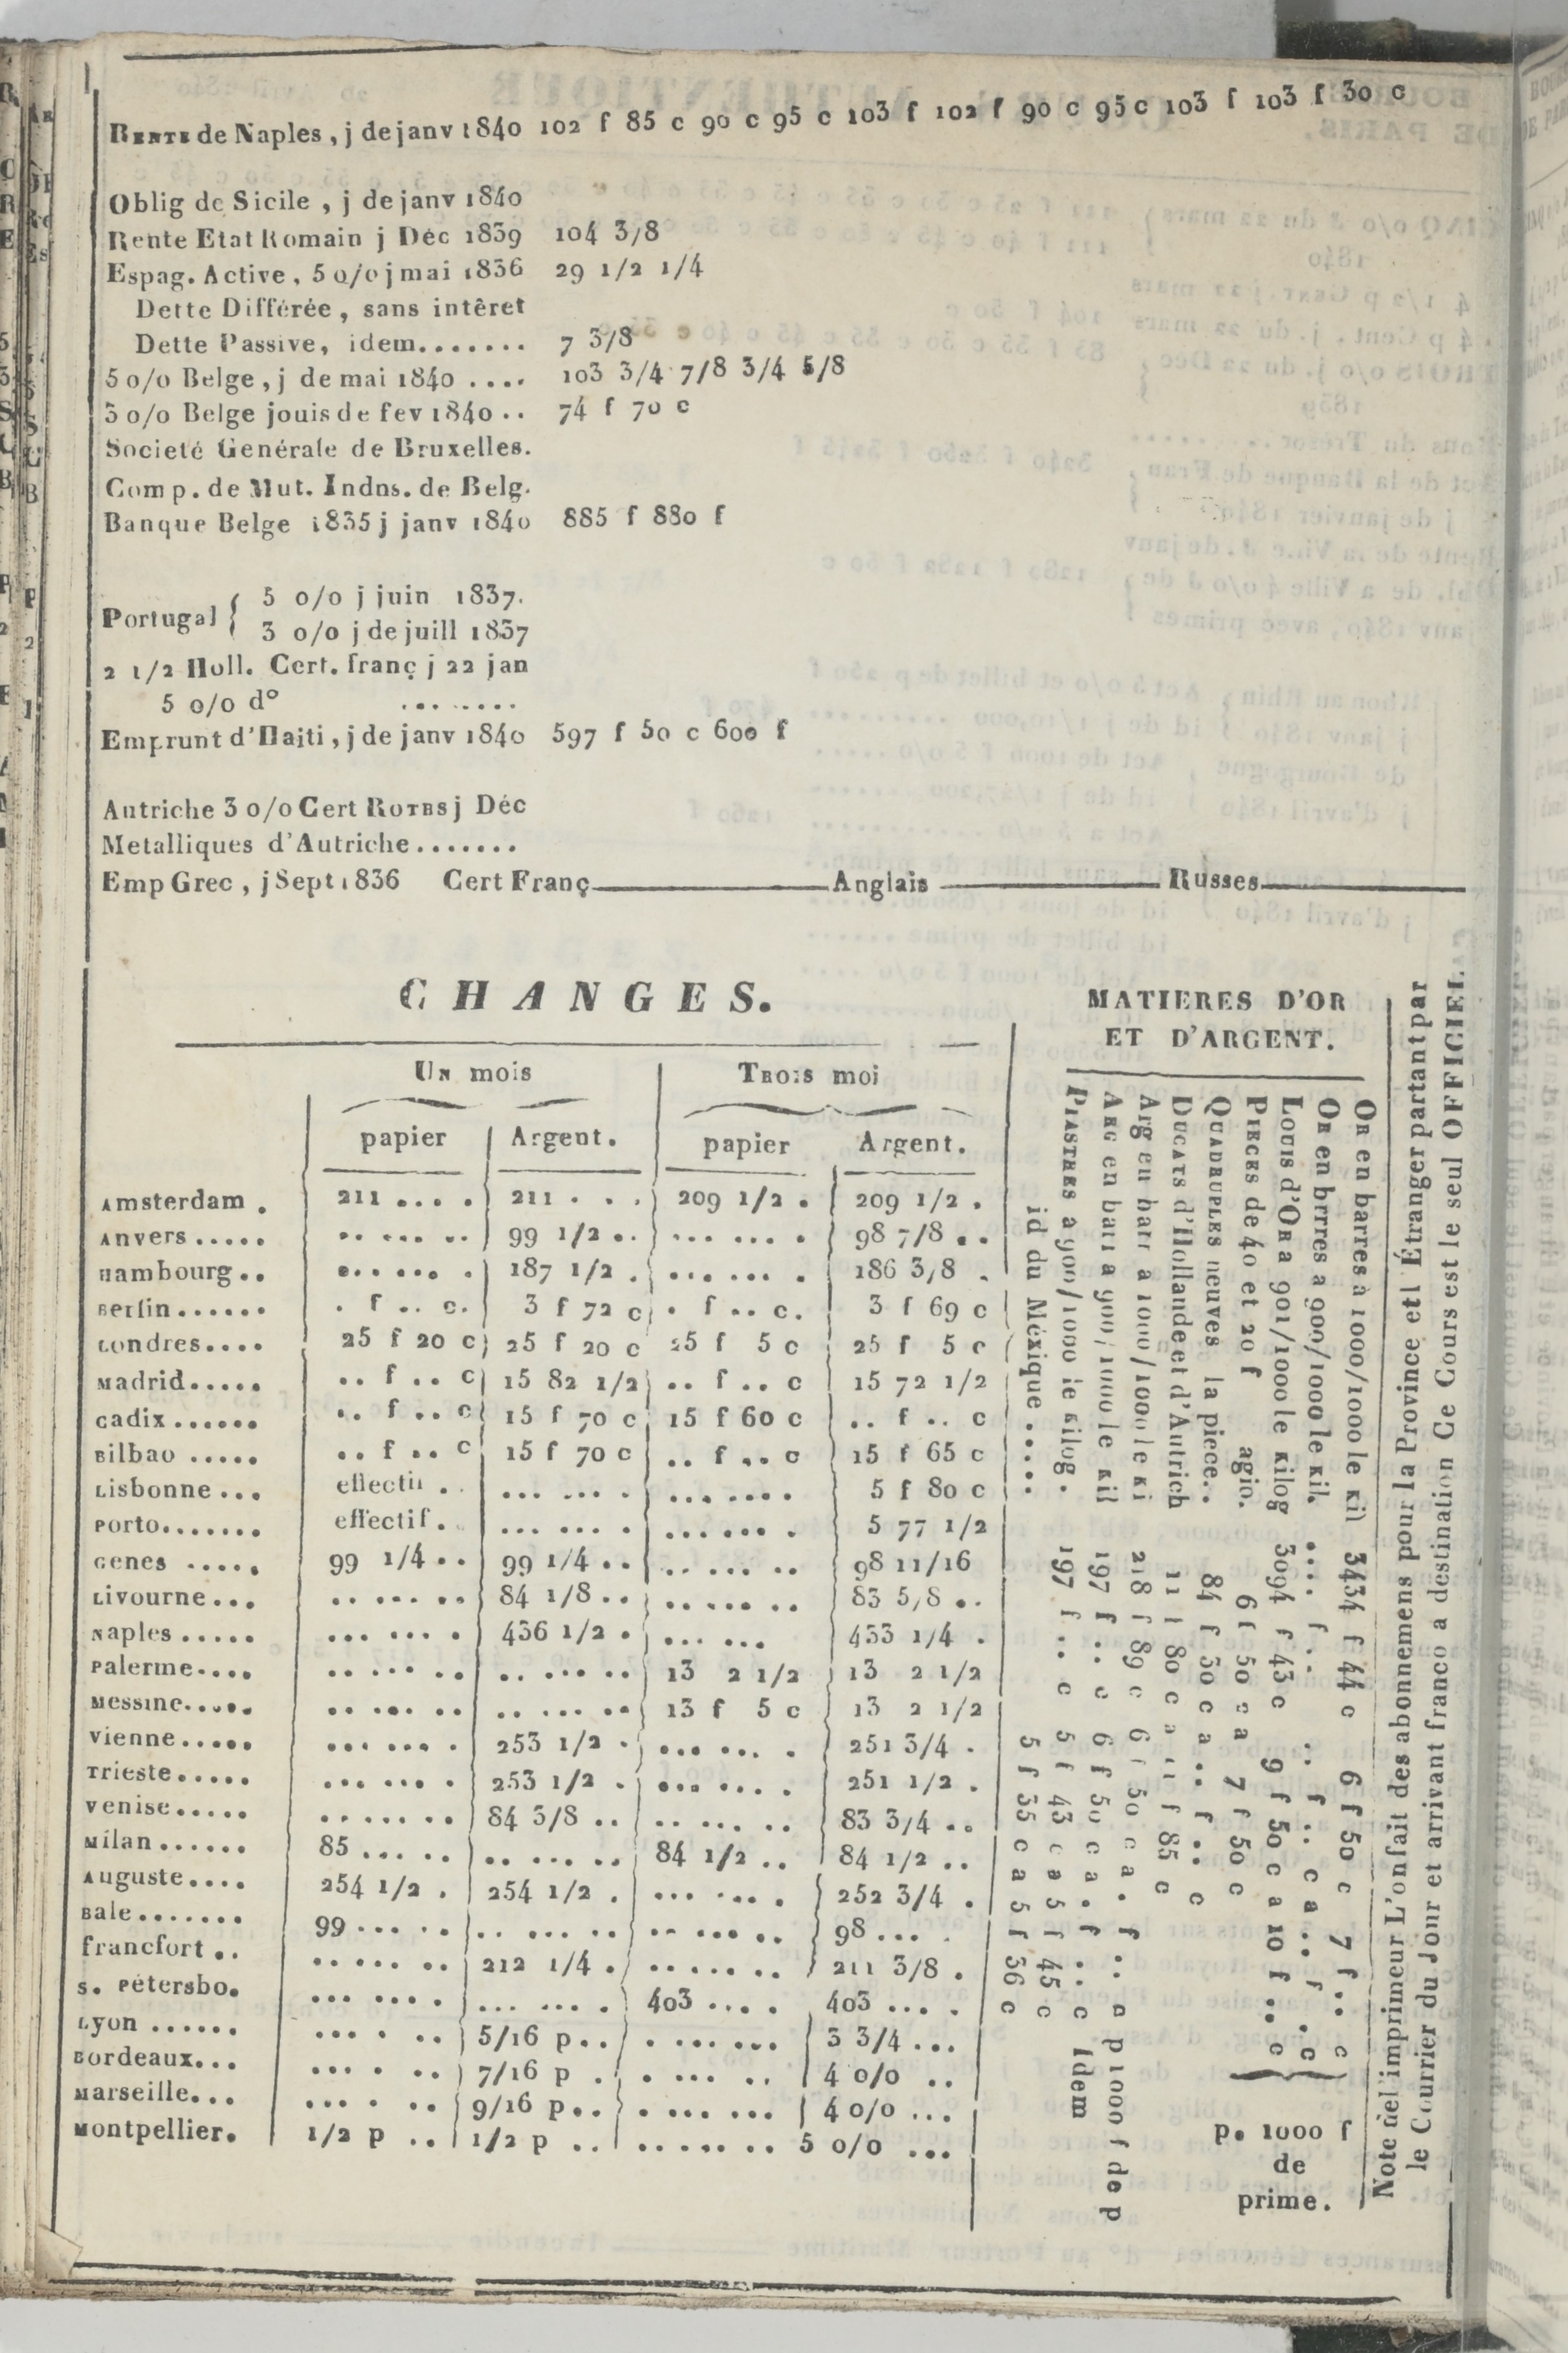 RENTE de Naples, j de janv 1840 102 f 85 c 90 c 95 c 103 f 102 f 90 c 95 c 103 f 103 f 30 c
Oblig de Sicile, j de janv 1840
Rente Etat Romain j Déc 1839 104 3/8
Espag. Active, 5 o/o j mai 1836 29 1/2 1/4
Dette Différée, sans intêret
Dette Passive, idem....... 7 3/8
5 o/o Belge, j de mai 1840 .... 103 3/4 7/8 3/4 5/8
3 o/o Belge jouis de fev 1840.. 74 f 70 c
Societé Genérale de Bruxelles.
Comp. de Mut. Indns. de Belg.
Banque Belge 1835 j janv 1840 885 f 880 f
Portugal { 5 o/o j juin 1837.
3 o/o j de juill 1837
2 1/2 Holl. Cert. franç j 22 jan
5 o/o d° ........
Emprunt d'Haiti, j de janv 1840 597 f 50 c 600 f
Autriche 3 o/o Cert ROTHS j Déc
Metalliques d'Autriche.......
Emp Grec, j Sept 1836 Cert Franç Anglais Russes
CHANGES.
UN mois TROIS moi
papier Argent. papier Argent.
Amsterdam . 211 .... 211 . . . 209 1/2 . 209 1/2 .
Anvers ..... .. ... .. 99 1/2 .. ... ... . 98 7/8 ..
Hambourg .. ... ... . 187 1/2 . ... ... . 186 3/8 .
Berlin ...... . f .. c. 3 f 72 c . f .. c. 3 f 69 c
Londres .... 25 f 20 c 25 f 20 c 25 f 5 c 25 f 5 c
Madrid ..... .. f .. c 15 82 1/2 .. f .. c 15 72 1/2
Cadix ...... .. f .. c 15 f 70 c 15 f 60 c .. f .. c
Bilbao ..... .. f .. c 15 f 70 c .. f .. c 15 f 65 c
Lisbonne ... effectif .. ... ... . ... .... 5 f 80 c
Porto ....... effectif .. ... ... . ... ... . 5 77 1/2
Genes ..... 99 1/4 .. 99 1/4 .. .. ... .. 98 11/16
Livourne ... .. ... .. 84 1/8 .. .. ... .. 83 5/8 ..
Naples ..... ... ... . 436 1/2 . ... ... 433 1/4 .
Palerme .... .. ... .. .. ... .. 13 2 1/2 13 2 1/2
Messine ..... .. ... .. .. ... .. 13 f 5 c 13 2 1/2
Vienne ..... ... ... . 253 1/2 . ... ... . 251 3/4 .
Trieste ..... ... ... . 253 1/2 . ... ... . 251 1/2 .
Venise ..... .. ... .. 84 3/8 .. .. ... .. 83 3/4 ..
Milan ...... 85 ... .. .. ... .. 84 1/2 .. 84 1/2 ..
Auguste .... 254 1/2 . 254 1/2 . ... ... . 252 3/4 .
Bale ....... 99 ... .. .. ... .. .. ... .. 98 ... .
francfort .. .. ... .. 212 1/4 . .. ... .. 211 3/8 .
S. Pétersbo. ... ... . ... ... . 403 .... 403 ... .
Lyon ...... ... . .. 5/16 p .. . ... ... 3 3/4 ...
Bordeaux ... ... . .. 7/16 p . . ... .. 4 o/o ..
Marseille ... ... . .. 9/16 p .. . ... ... 4 o/o ...
Montpellier. 1/2 p .. 1/2 p .. .. ... .. 5 o/o ...
MATIERES D'OR
ET D'ARGENT.
OR en barres à 1000/1000 le Kil 3434 f 44 c 6 f 50 c 7 f .. c
OR en brrres a 900/1000 le Kil. .... f .. .. f .. c a .. f .. c
LOUIS d'OR a 901/1000 le Kilog 3094 f 43 c 9 f 50 c a 10 f .. c
PIECES de 40 et 20 f agio. 6 f 50 c a 7 f 50 c
QUADRUPLES neuves la piece.. 84 f 50 c a .. f .. c
DUCATS d'Hollande et d'Autrich 11 f 80 c a 11 f 85 c
Arg en barr a 1000/1000 le Ki 218 f 89 c 6 f 50 c a . f .. c p 1000 f de p
ARG en barr a 900/1000 le Kil 197 f .. c 6 f 50 c a . f .. c Idem
PIASTRES a 900/1000 le Kilog . 197 f .. c 5 f 43 c a 5 f 45 c
id du Méxique ..... 5 f 35 c a 5 f 36 c
p. 1000 f
de
prime.
Note del imprimeur L'on fait des abonnemens pour la Province et l Étranger partant par
le Courrier du Jour et arrivant franco a destination Ce Cours est le seul OFFICIEL